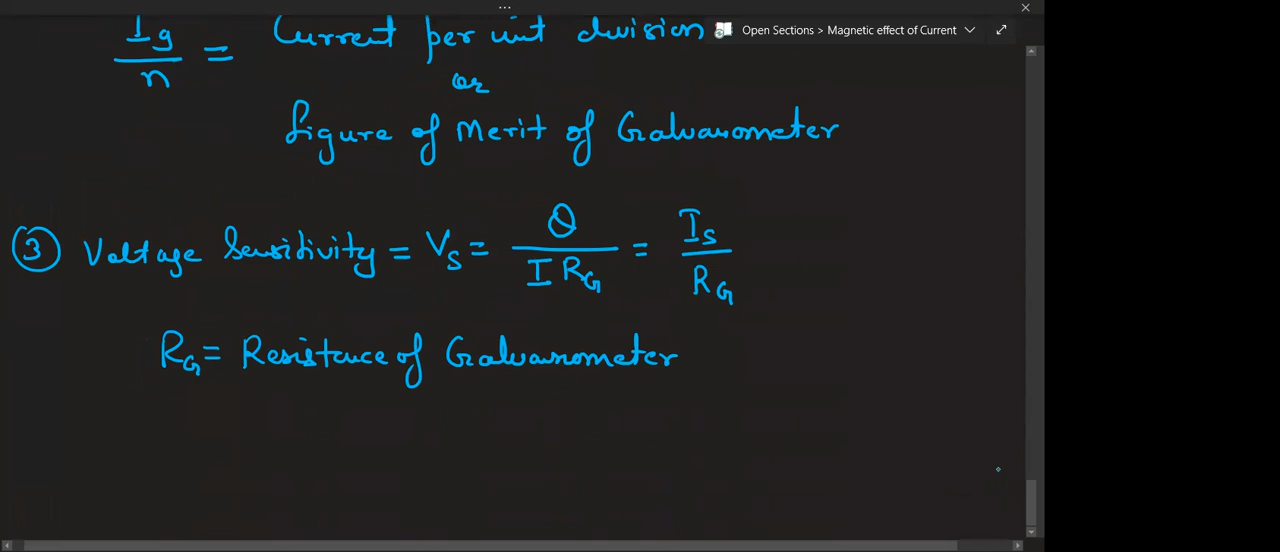 Open Sections > Magnetic effect of Current
Ig/n = Current per unit division
or
figure of Merit of Galvanometer
③ Voltage Sensitivity = Vs = θ/(I RG) = Is/RG
RG = Resistance of Galvanometer